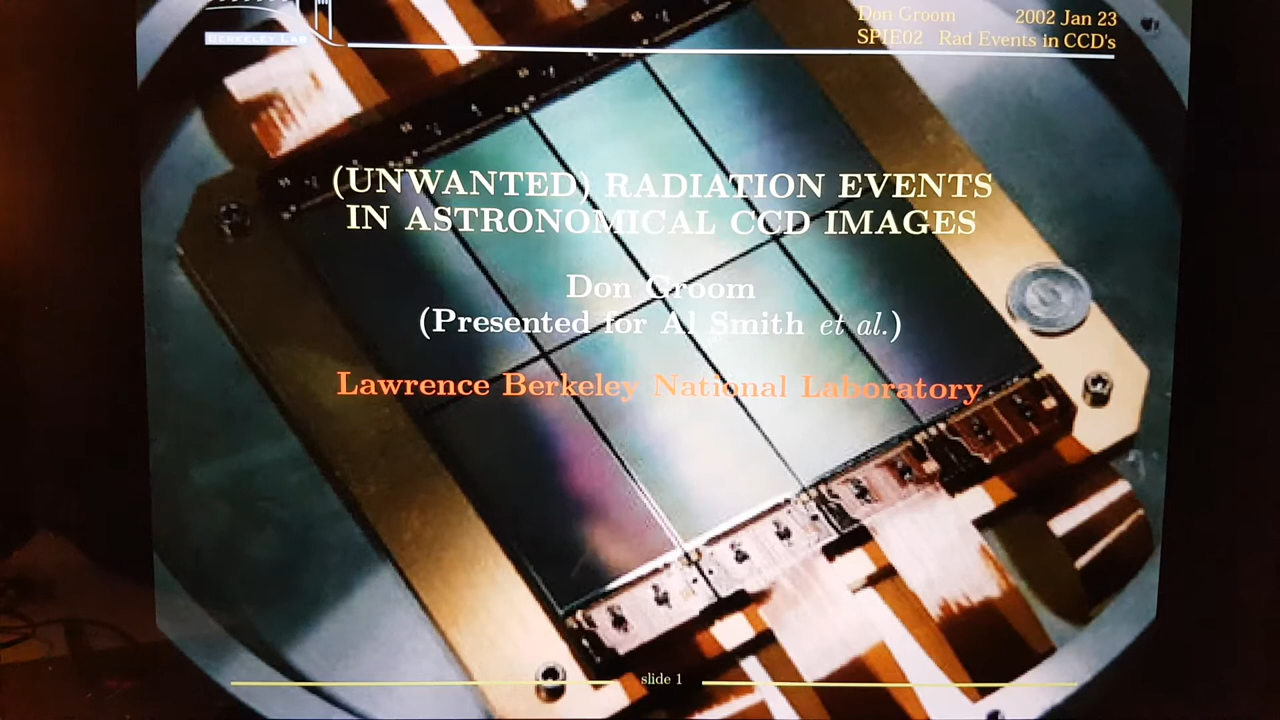 BERKELEY LAB
Don Groom 2002 Jan 23
SPIE02 Rad Events in CCD's
(UNWANTED) RADIATION EVENTS
IN ASTRONOMICAL CCD IMAGES
Don Groom
(Presented for Al Smith et al.)
Lawrence Berkeley National Laboratory
slide 1